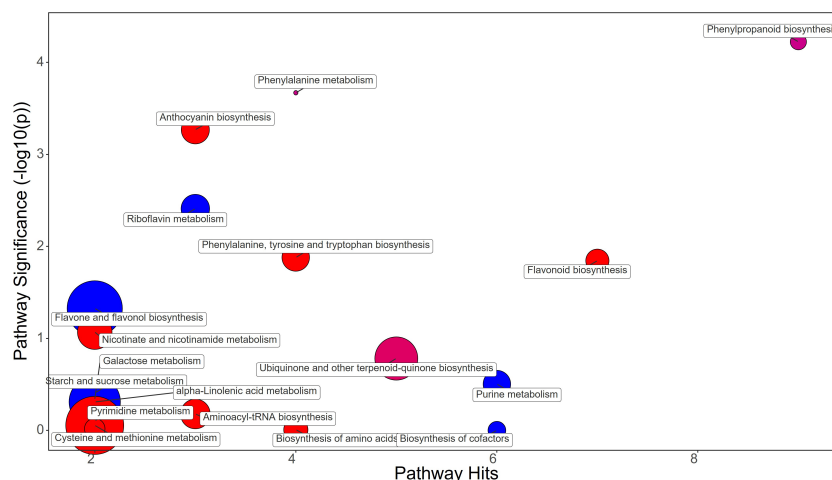 Phenylpropanoid biosynthesis
4
Phenylalanine metabolism
Anthocyanin biosynthesis
3
Riboflavin metabolism
Phenylalanine, tyrosine and tryptophan biosynthesis
2
Flavonoid biosynthesis
Flavone and flavonol biosynthesis
1
Nicotinate and nicotinamide metabolism
Galactose metabolism
Ubiquinone and other terpenoid-quinone biosynthesis
Starch and sucrose metabolism
alpha-Linolenic acid metabolism
Purine metabolism
Pyrimidine metabolism
Aminoacyl-tRNA biosynthesis
0
Cysteine and methionine metabolism
Biosynthesis of amino acids
Biosynthesis of cofactors
2
4
6
8
Pathway Hits
Pathway Significance (-log10(p))